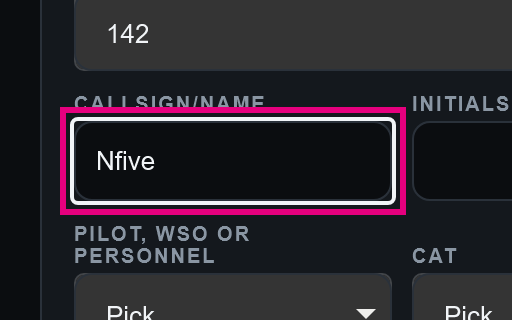 142
CALLSIGN/NAME
INITIALS
Nfive
PILOT, WSO OR
PERSONNEL
CAT
Pick
Pick